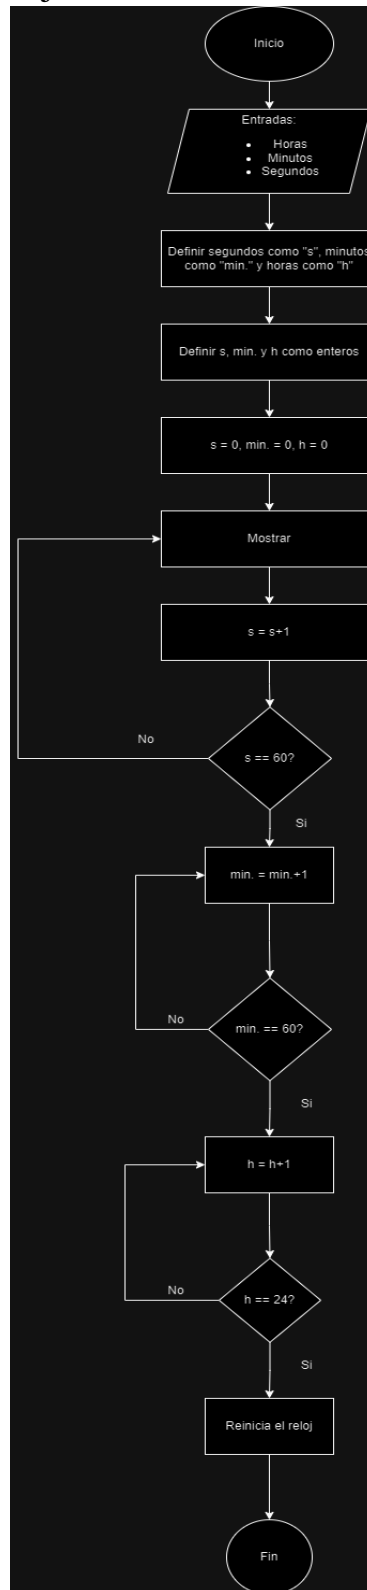 Inicio
Entradas:
• Horas
• Minutos
• Segundos
Definir segundos como "s", minutos
como "min." y horas como "h"
Definir s, min. y h como enteros
s = 0, min. = 0, h = 0
Mostrar
s = s+1
No
s == 60?
Si
min. = min.+1
No
min. == 60?
Si
h = h+1
No
h == 24?
Si
Reinicia el reloj
Fin